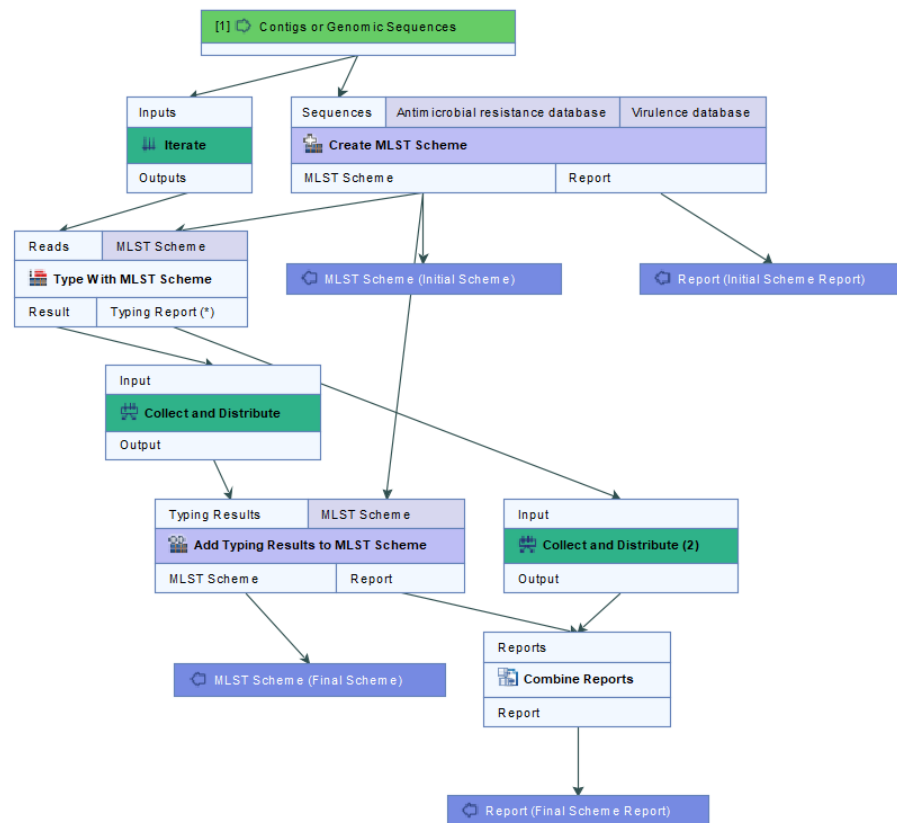 [1] Contigs or Genomic Sequences
Inputs
Iterate
Outputs
Sequences Antimicrobial resistance database Virulence database
Create MLST Scheme
MLST Scheme Report
Reads MLST Scheme
Type With MLST Scheme
Result Typing Report (*)
MLST Scheme (Initial Scheme)
Report (Initial Scheme Report)
Input
Collect and Distribute
Output
Typing Results MLST Scheme
Add Typing Results to MLST Scheme
MLST Scheme Report
Input
Collect and Distribute (2)
Output
MLST Scheme (Final Scheme)
Reports
Combine Reports
Report
Report (Final Scheme Report)